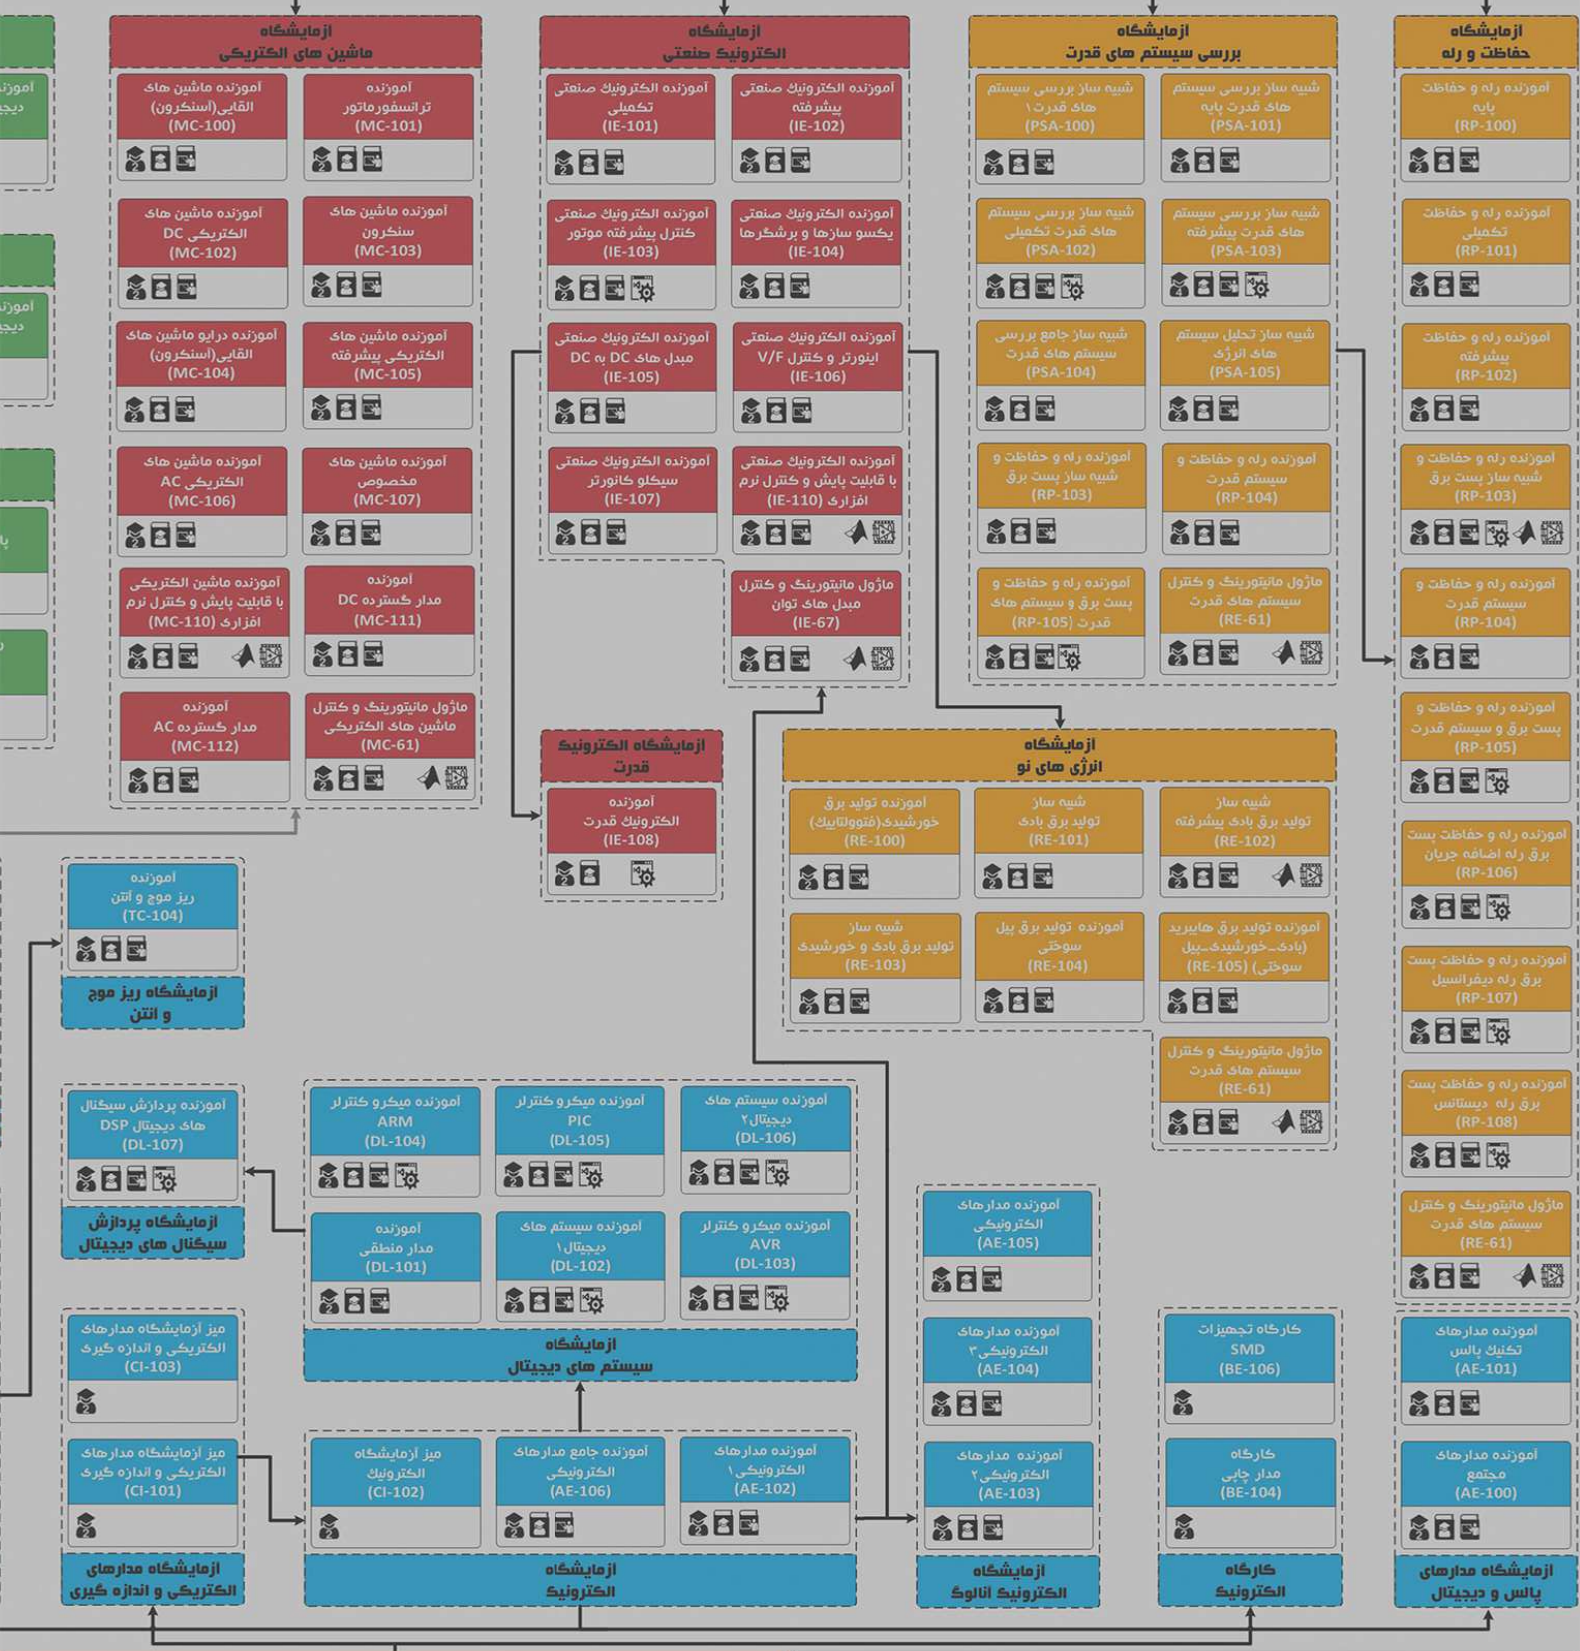 آزمایشگاه
حفاظت و رله
آموزنده رله و حفاظت
پایه
(RP-100)
آموزنده رله و حفاظت
تکمیلی
(RP-101)
آموزنده رله و حفاظت
پیشرفته
(RP-102)
آموزنده رله و حفاظت و
شبیه ساز پست برق
(RP-103)
آموزنده رله و حفاظت و
سیستم قدرت
(RP-104)
آموزنده رله و حفاظت و
پست برق و سیستم قدرت
(RP-105)
آموزنده رله و حفاظت پست
برق رله اضافه جریان
(RP-106)
آموزنده رله و حفاظت پست
برق رله دیفرانسیل
(RP-107)
آموزنده رله و حفاظت پست
برق رله دیستانس
(RP-108)
ماژول مانیتورینگ و کنترل
سیستم های قدرت
(RE-61)
آزمایشگاه
بررسی سیستم های قدرت
شبیه ساز بررسی سیستم
های قدرت پایه
(PSA-101)
شبیه ساز بررسی سیستم
های قدرت۱
(PSA-100)
شبیه ساز بررسی سیستم
های قدرت پیشرفته
(PSA-103)
شبیه ساز بررسی سیستم
های قدرت تکمیلی
(PSA-102)
شبیه ساز تحلیل سیستم
های انرژی
(PSA-105)
شبیه ساز جامع بررسی
سیستم های قدرت
(PSA-104)
آموزنده رله و حفاظت و
سیستم قدرت
(RP-104)
آموزنده رله و حفاظت و
شبیه ساز پست برق
(RP-103)
ماژول مانیتورینگ و کنترل
سیستم های قدرت
(RE-61)
آموزنده رله و حفاظت و
پست برق و سیستم های
قدرت (RP-105)
آزمایشگاه
الکترونیک صنعتی
آموزنده الکترونیک صنعتی
پیشرفته
(IE-102)
آموزنده الکترونیک صنعتی
تکمیلی
(IE-101)
آموزنده الکترونیک صنعتی
یکسو سازها و برشگرها
(IE-104)
آموزنده الکترونیک صنعتی
کنترل پیشرفته موتور
(IE-103)
آموزنده الکترونیک صنعتی
اینورتر و کنترل V/F
(IE-106)
آموزنده الکترونیک صنعتی
مبدل های DC به DC
(IE-105)
آموزنده الکترونیک صنعتی
با قابلیت پایش و کنترل نرم
افزاری (IE-110)
آموزنده الکترونیک صنعتی
سیکلو کانورتر
(IE-107)
ماژول مانیتورینگ و کنترل
مبدل های توان
(IE-67)
آزمایشگاه
ماشین های الکتریکی
آموزنده
ترانسفورماتور
(MC-101)
آموزنده ماشین های
القایی(آسنکرون)
(MC-100)
آموزنده ماشین های
سنکرون
(MC-103)
آموزنده ماشین های
الکتریکی DC
(MC-102)
آموزنده ماشین های
الکتریکی پیشرفته
(MC-105)
آموزنده درایو ماشین های
القایی(آسنکرون)
(MC-104)
آموزنده ماشین های
مخصوص
(MC-107)
آموزنده ماشین های
الکتریکی AC
(MC-106)
آموزنده
مدار گسترده DC
(MC-111)
آموزنده ماشین الکتریکی
با قابلیت پایش و کنترل نرم
افزاری (MC-110)
ماژول مانیتورینگ و کنترل
ماشین های الکتریکی
(MC-61)
آموزنده
مدار گسترده AC
(MC-112)
آزمایشگاه
انرژی های نو
شبیه ساز
تولید برق بادی پیشرفته
(RE-102)
شبیه ساز
تولید برق بادی
(RE-101)
آموزنده تولید برق
خورشیدی(فتوولتاییک)
(RE-100)
آموزنده تولید برق هایبرید
(بادی-خورشیدی-پیل
سوختی) (RE-105)
آموزنده تولید برق پیل
سوختی
(RE-104)
شبیه ساز
تولید برق بادی و خورشیدی
(RE-103)
ماژول مانیتورینگ و کنترل
سیستم های قدرت
(RE-61)
آزمایشگاه الکترونیک
قدرت
آموزنده
الکترونیک قدرت
(IE-108)
آموزنده
ریز موج و آنتن
(TC-104)
آزمایشگاه ریز موج
و آنتن
آموزنده پردازش سیگنال
های دیجیتال DSP
(DL-107)
آزمایشگاه پردازش
سیگنال های دیجیتال
آموزنده سیستم های
دیجیتال۲
(DL-106)
آموزنده میکرو کنترلر
PIC
(DL-105)
آموزنده میکرو کنترلر
ARM
(DL-104)
آموزنده میکرو کنترلر
AVR
(DL-103)
آموزنده سیستم های
دیجیتال۱
(DL-102)
آموزنده
مدار منطقی
(DL-101)
آزمایشگاه
سیستم های دیجیتال
میز آزمایشگاه مدارهای
الکتریکی و اندازه گیری
(CI-103)
میز آزمایشگاه مدارهای
الکتریکی و اندازه گیری
(CI-101)
آزمایشگاه مدارهای
الکتریکی و اندازه گیری
آموزنده مدارهای
الکترونیکی۱
(AE-102)
آموزنده جامع مدارهای
الکترونیکی
(AE-106)
میز آزمایشگاه
الکترونیک
(CI-102)
آزمایشگاه
الکترونیک
آموزنده مدارهای
الکترونیکی
(AE-105)
آموزنده مدارهای
الکترونیکی۳
(AE-104)
آموزنده مدارهای
الکترونیکی۲
(AE-103)
آزمایشگاه
الکترونیک آنالوگ
کارگاه تجهیزات
SMD
(BE-106)
کارگاه
مدار چاپی
(BE-104)
کارگاه
الکترونیک
آموزنده مدارهای
تکنیک پالس
(AE-101)
آموزنده مدارهای
مجتمع
(AE-100)
آزمایشگاه مدارهای
پالس و دیجیتال